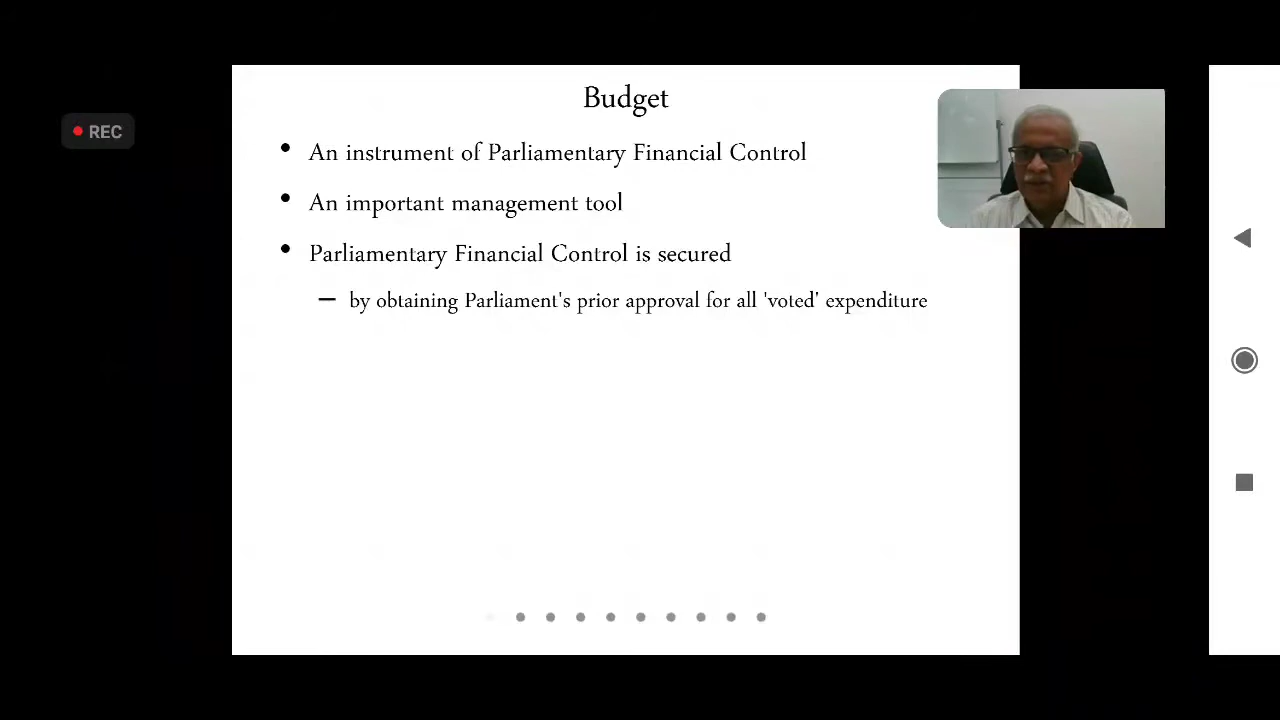 Budget
REC
• An instrument of Parliamentary Financial Control
• An important management tool
• Parliamentary Financial Control is secured
– by obtaining Parliament's prior approval for all 'voted' expenditure